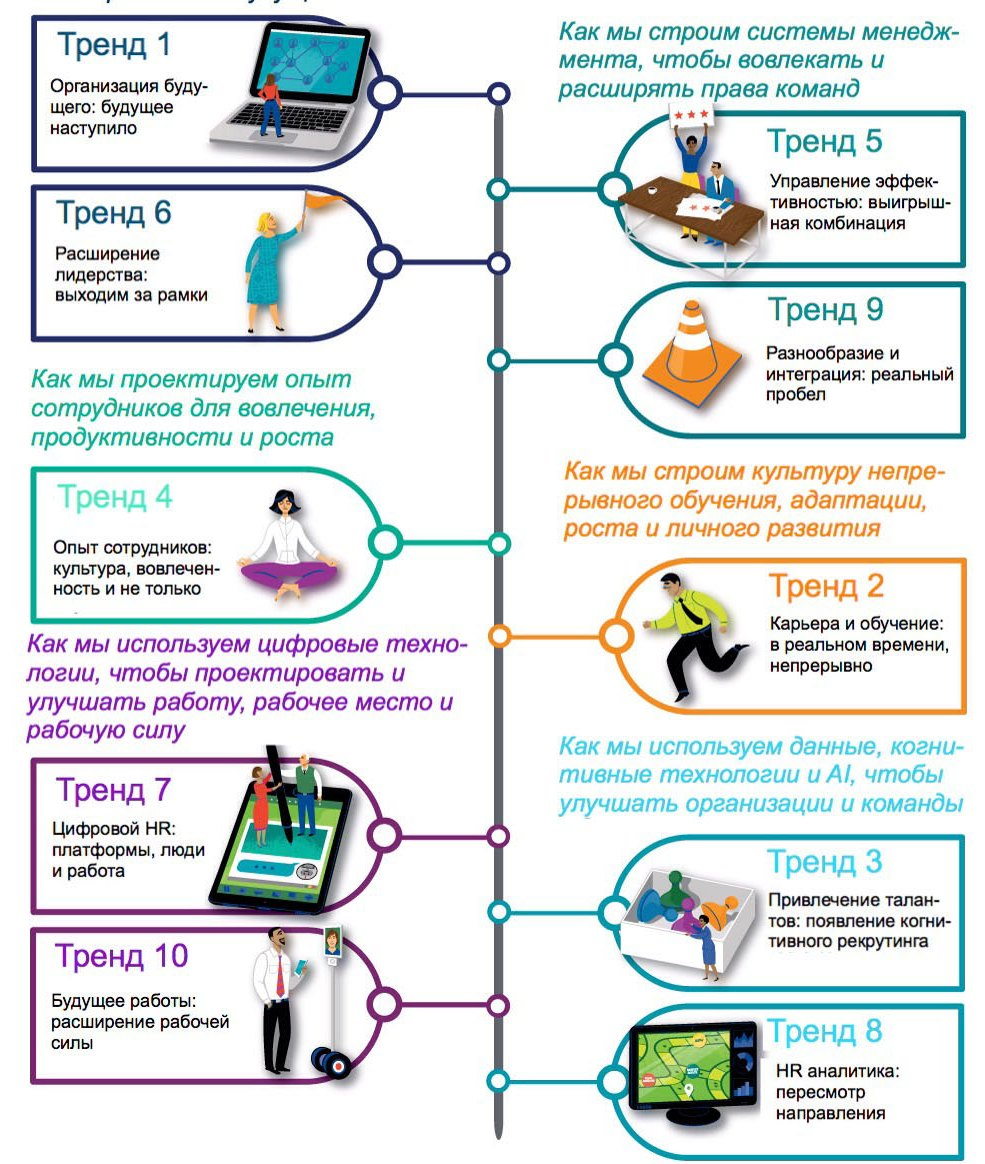 Тренд 1
Организация буду-
щего: будущее
наступило
Тренд 6
Расширение
лидерства:
выходим за рамки
Как мы проектируем опыт
сотрудников для вовлечения,
продуктивности и роста
Тренд 4
Опыт сотрудников:
культура, вовлечен-
ность и не только
Как мы используем цифровые техно-
логии, чтобы проектировать и
улучшать работу, рабочее место и
рабочую силу
Тренд 7
Цифровой HR:
платформы, люди
и работа
Тренд 10
Будущее работы:
расширение рабочей
силы
Как мы строим системы менедж-
мента, чтобы вовлекать и
расширять права команд
Тренд 5
Управление эффек-
тивностью: выигрыш-
ная комбинация
Тренд 9
Разнообразие и
интеграция: реальный
пробел
Как мы строим культуру непре-
рывного обучения, адаптации,
роста и личного развития
Тренд 2
Карьера и обучение:
в реальном времени,
непрерывно
Как мы используем данные, когни-
тивные технологии и AI, чтобы
улучшать организации и команды
Тренд 3
Привлечение талан-
тов: появление когни-
тивного рекрутинга
Тренд 8
HR аналитика:
пересмотр
направления